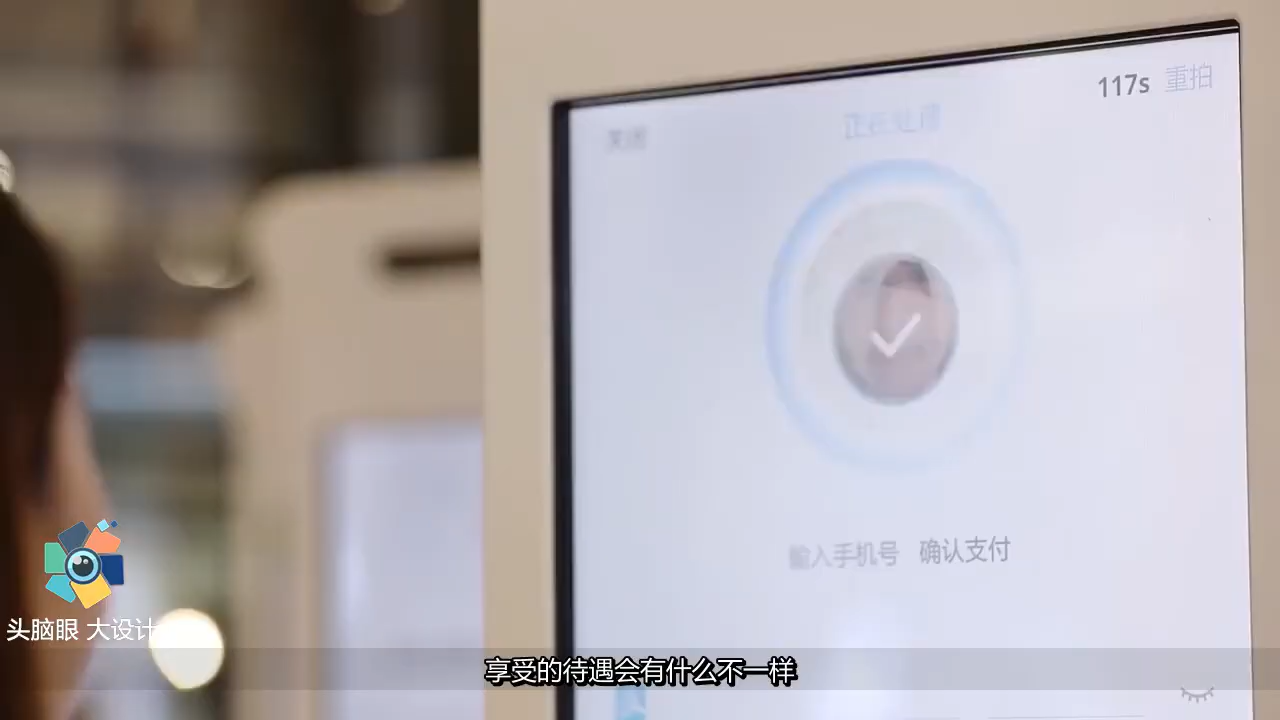 117s 重拍
正在处理
输入手机号 确认支付
头脑眼 大设计
享受的待遇会有什么不一样